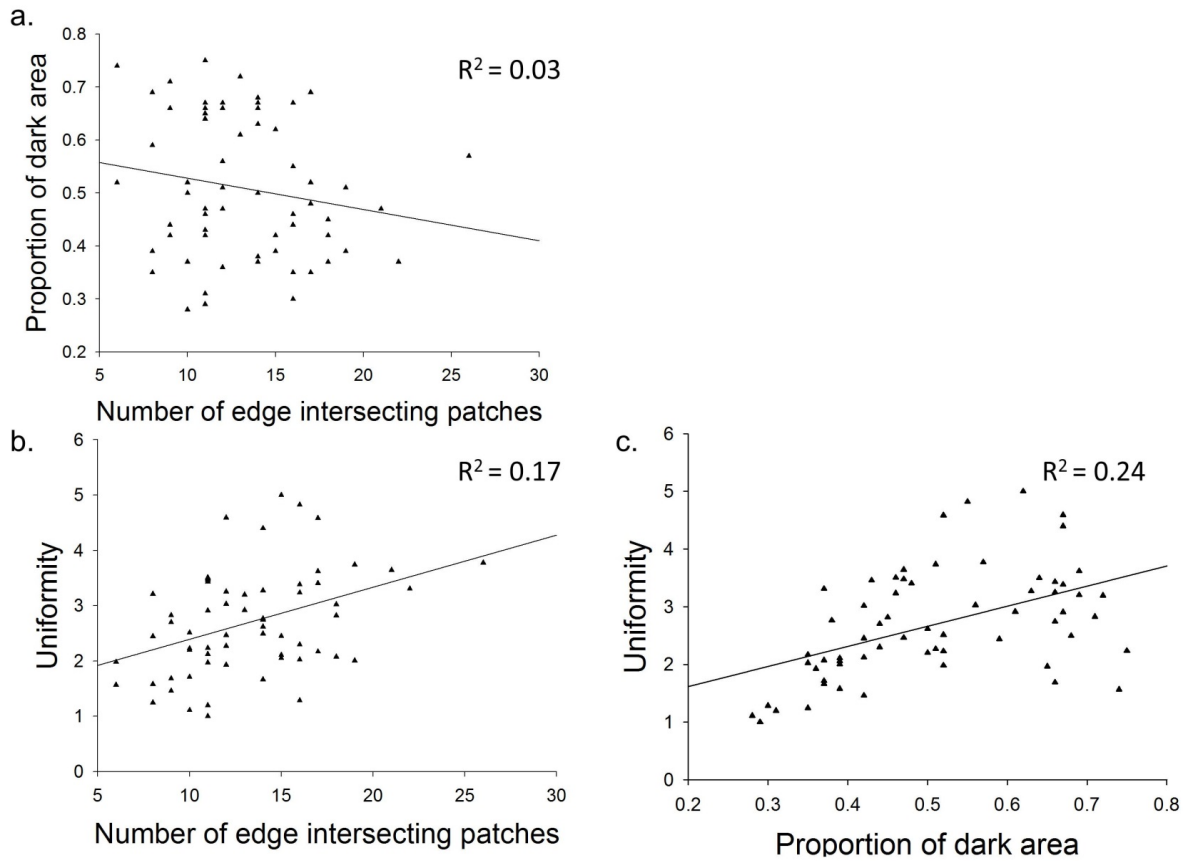 a.
0.8
0.7
0.6
0.5
0.4
0.3
0.2
Proportion of dark area
R² = 0.03
5 10 15 20 25 30
Number of edge intersecting patches
b.
6
5
4
3
2
1
0
Uniformity
R² = 0.17
5 10 15 20 25 30
Number of edge intersecting patches
c.
6
5
4
3
2
1
0
Uniformity
R² = 0.24
0.2 0.3 0.4 0.5 0.6 0.7 0.8
Proportion of dark area